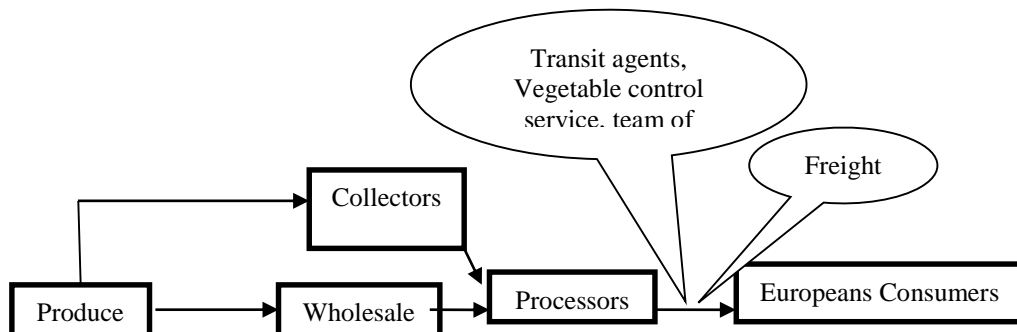 Transit agents,
Vegetable control
service, team of
Freight
Collectors
Produce
Wholesale
Processors
Europeans Consumers